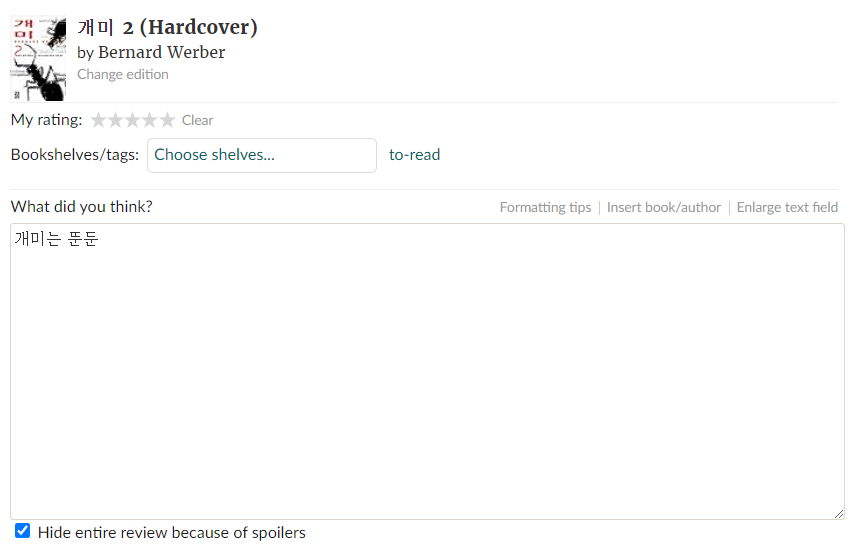 개미 2 (Hardcover)
by Bernard Werber
Change edition
My rating: Clear
Bookshelves/tags: Choose shelves... to-read
What did you think? Formatting tips | Insert book/author | Enlarge text field
개미는 뚠둔
Hide entire review because of spoilers
개
미
2